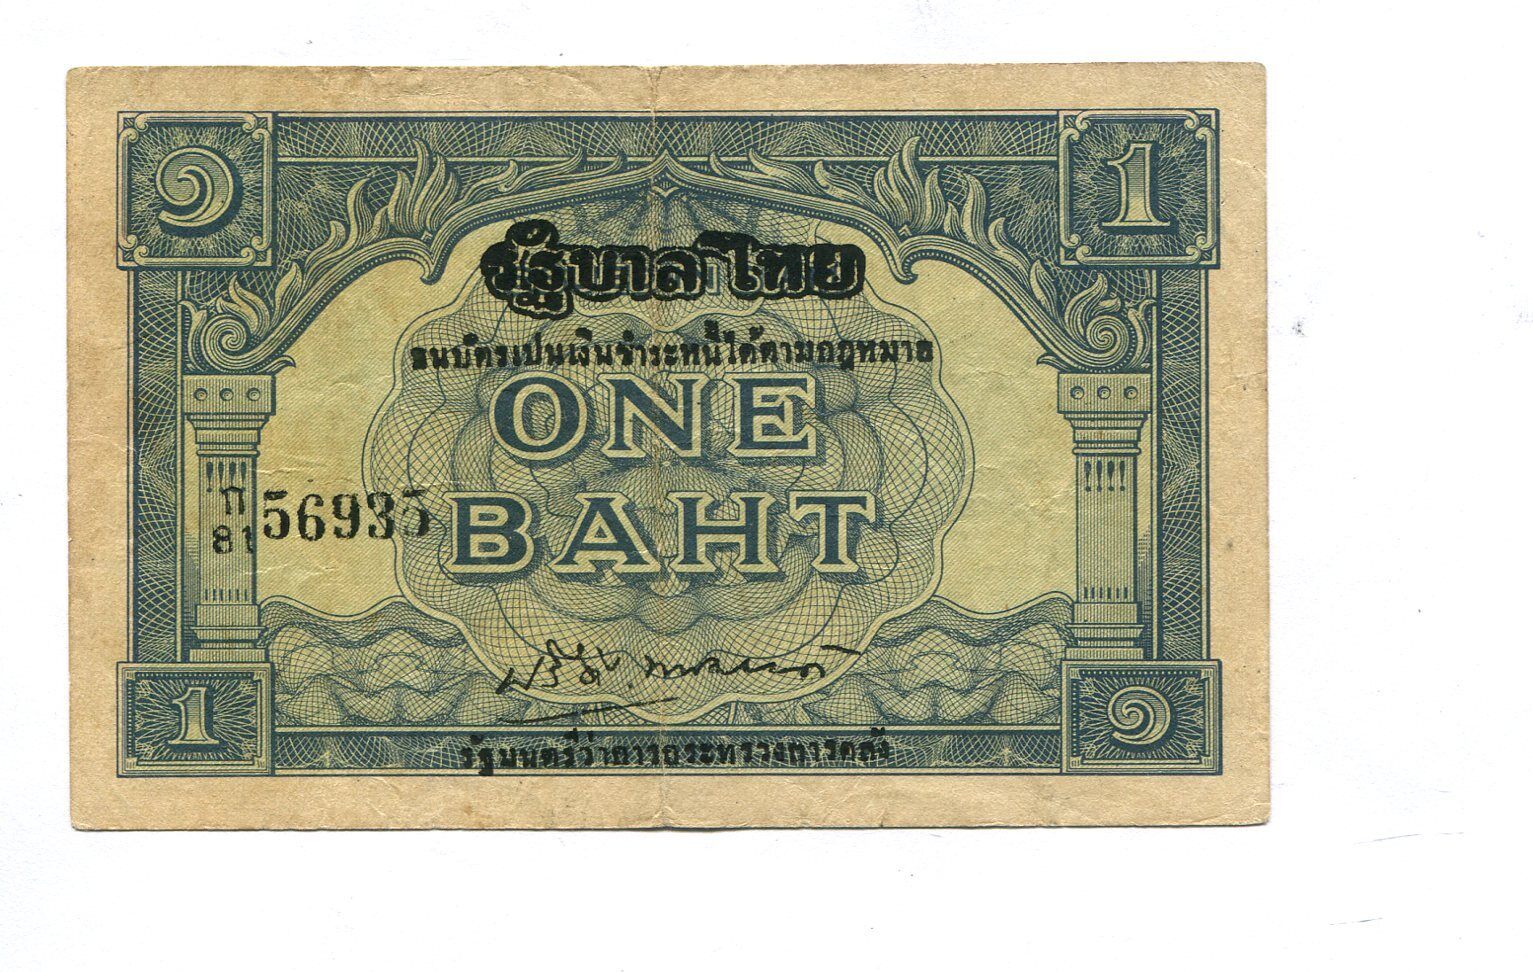 ๑ 1
รัฐบาลไทย
ธนบัตรเป็นเงินชำระหนี้ได้ตามกฎหมาย
ONE
BAHT
ก
81 56935
รัฐมนตรีว่าการกระทรวงการคลัง
1 ๑